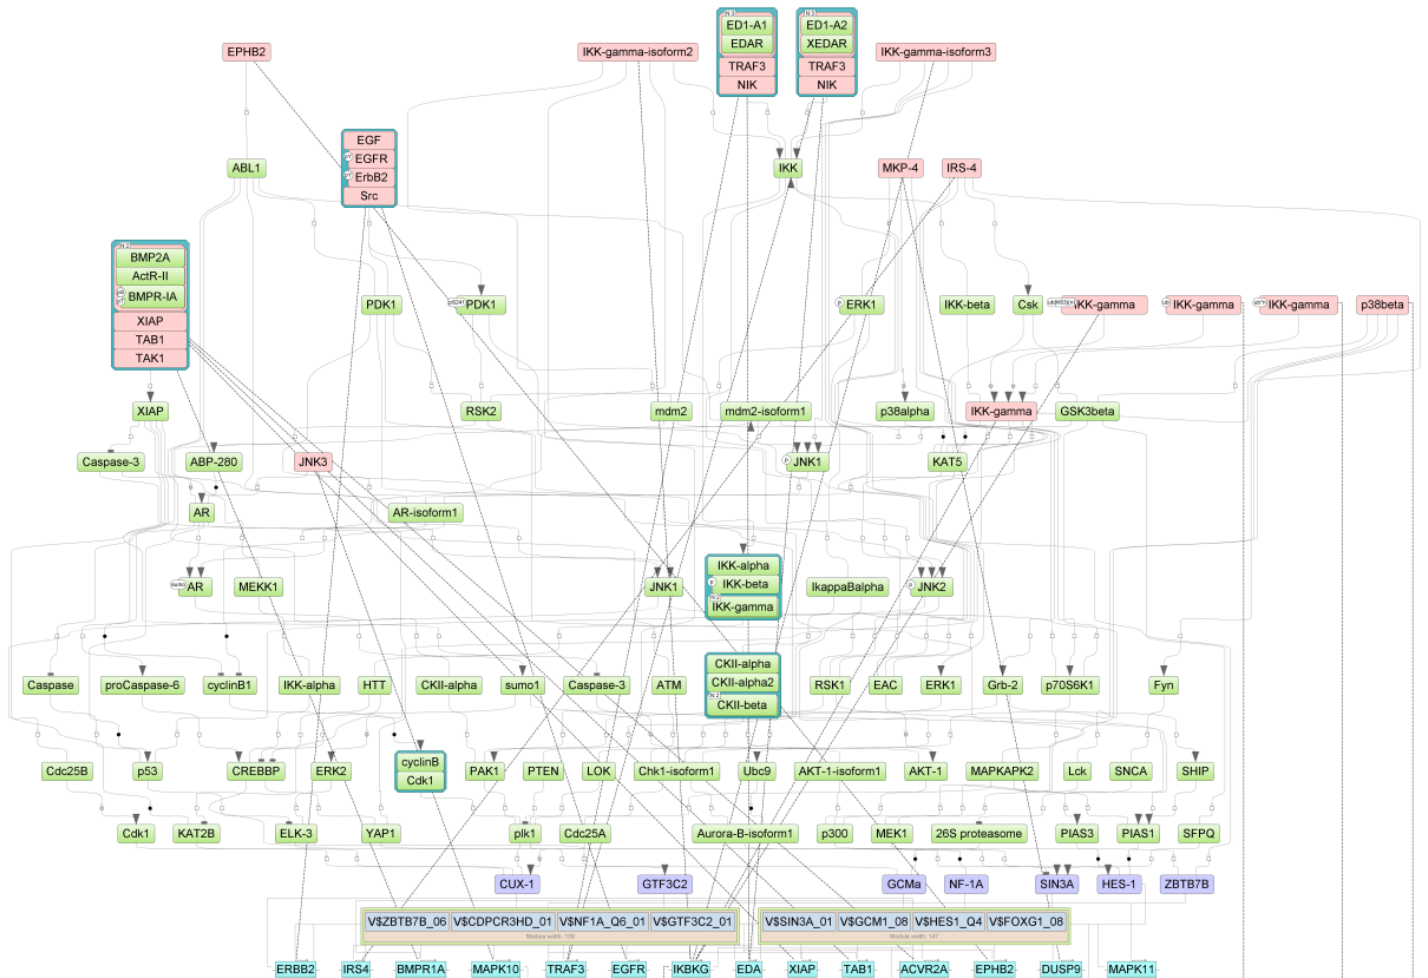 ED1-A1
EDAR
TRAF3
NIK
ED1-A2
XEDAR
TRAF3
NIK
EPHB2
IKK-gamma-isoform2
IKK-gamma-isoform3
EGF
EGFR
ErbB2
Src
ABL1
IKK
MKP-4
IRS-4
BMP2A
ActR-II
BMPR-IA
XIAP
TAB1
TAK1
PDK1
PDK1
ERK1
IKK-beta
Csk
IKK-gamma
IKK-gamma
IKK-gamma
p38beta
XIAP
RSK2
mdm2
mdm2-isoform1
p38alpha
IKK-gamma
GSK3beta
Caspase-3
ABP-280
JNK3
JNK1
KAT5
AR
AR-isoform1
AR
MEKK1
JNK1
IKK-alpha
IKK-beta
IKK-gamma
IkappaBalpha
JNK2
CKII-alpha
CKII-alpha2
CKII-beta
Caspase
proCaspase-6
cyclinB1
IKK-alpha
HTT
CKII-alpha
sumo1
Caspase-3
ATM
RSK1
EAC
ERK1
Grb-2
p70S6K1
Fyn
Cdc25B
p53
CREBBP
ERK2
cyclinB
Cdk1
PAK1
PTEN
LOK
Chk1-isoform1
Ubc9
AKT-1-isoform1
AKT-1
MAPKAPK2
Lck
SNCA
SHIP
Cdk1
KAT2B
ELK-3
YAP1
plk1
Cdc25A
Aurora-B-isoform1
p300
MEK1
26S proteasome
PIAS3
PIAS1
SFPQ
CUX-1
GTF3C2
GCMa
NF-1A
SIN3A
HES-1
ZBTB7B
V$ZBTB7B_06
V$CDPCR3HD_01
V$NF1A_Q6_01
V$GTF3C2_01
Module width: 100
V$SIN3A_01
V$GCM1_08
V$HES1_Q4
V$FOXG1_08
Module width: 147
ERBB2
IRS4
BMPR1A
MAPK10
TRAF3
EGFR
IKBKG
EDA
XIAP
TAB1
ACVR2A
EPHB2
DUSP9
MAPK11